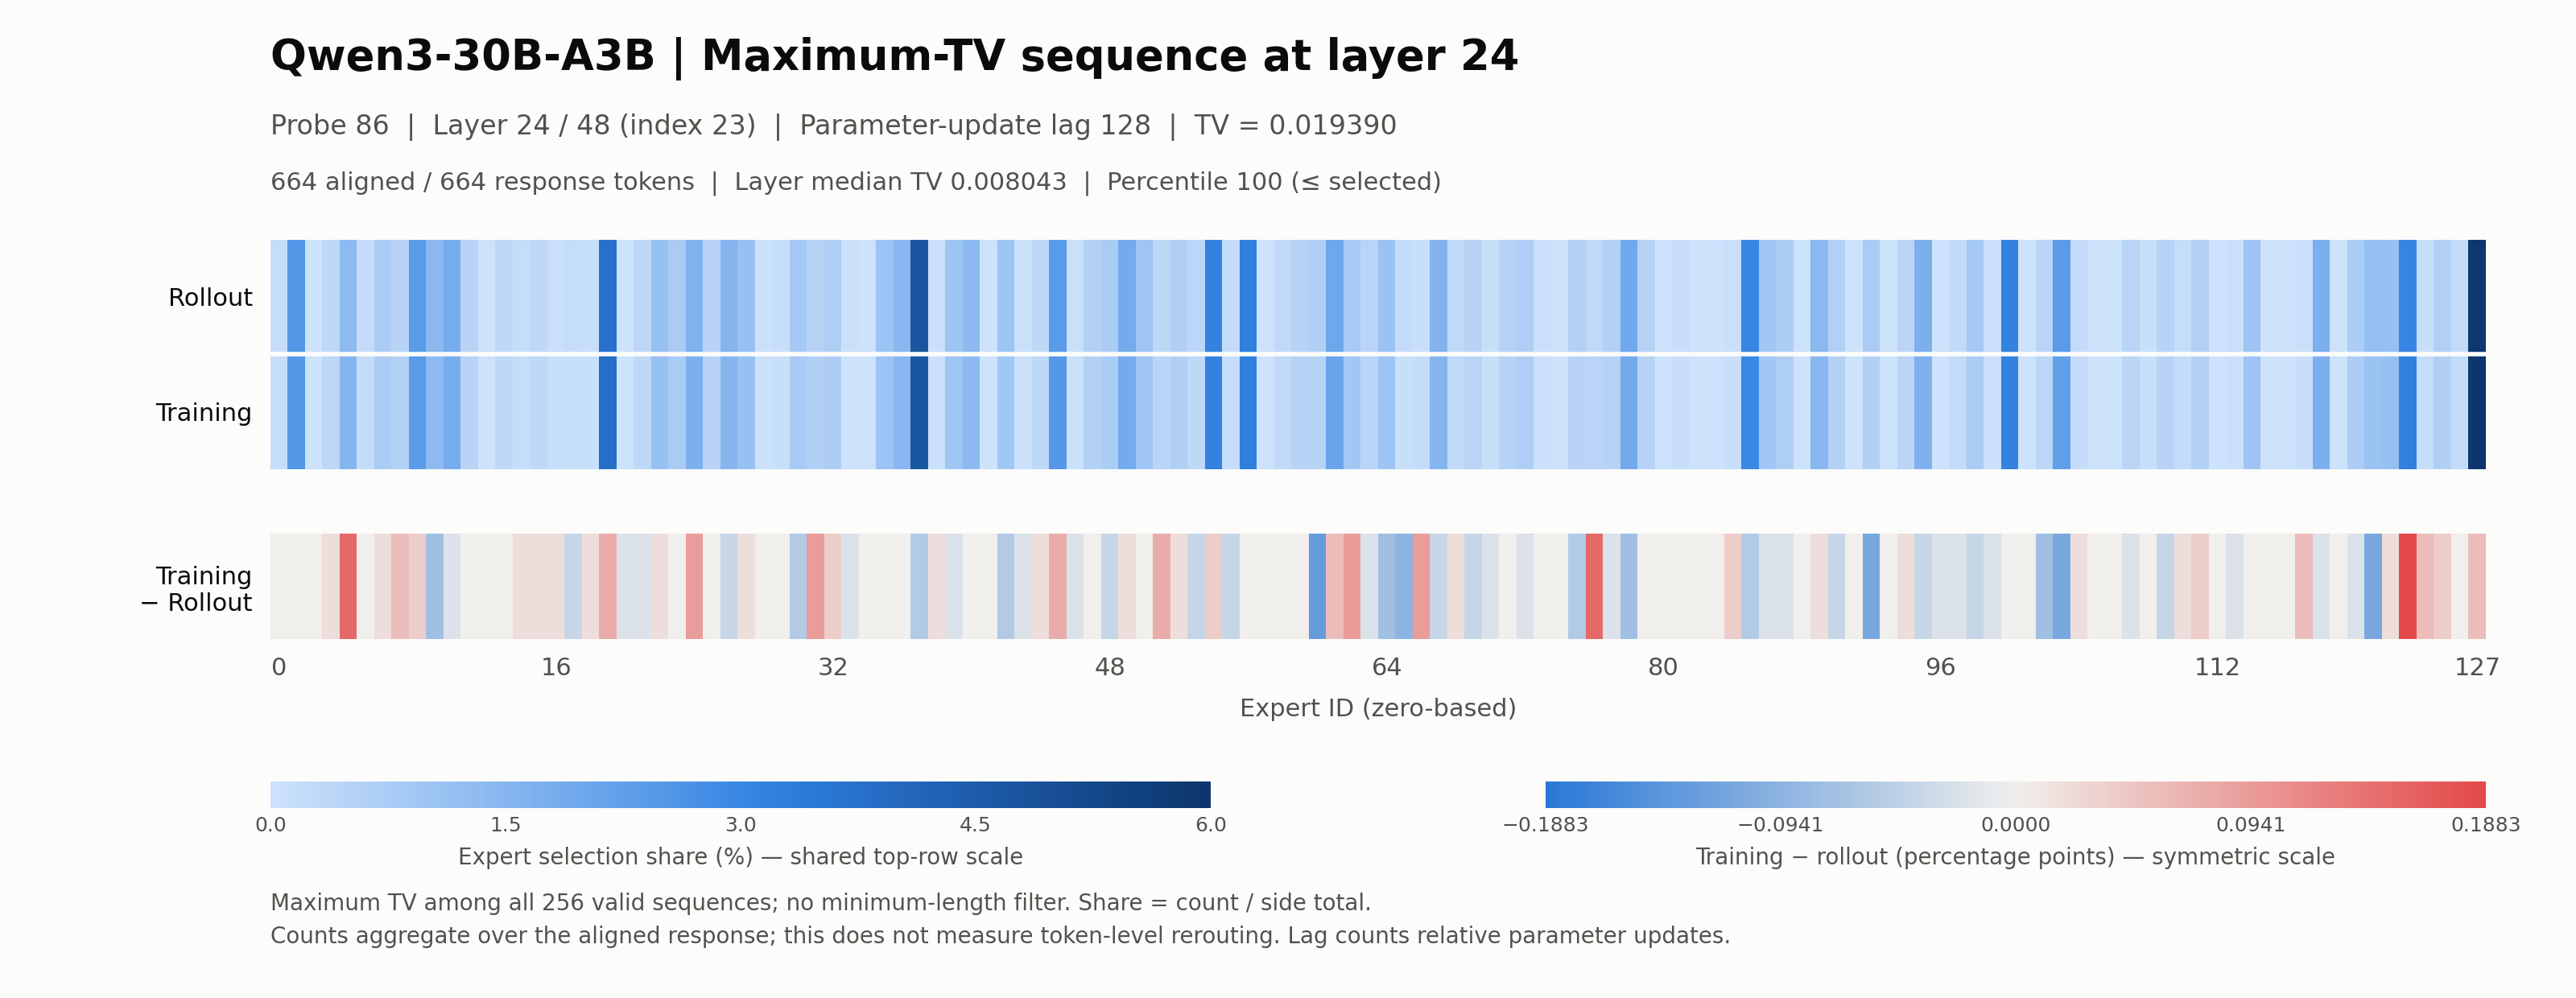 Qwen3-30B-A3B | Maximum-TV sequence at layer 24
Probe 86 | Layer 24 / 48 (index 23) | Parameter-update lag 128 | TV = 0.019390
664 aligned / 664 response tokens | Layer median TV 0.008043 | Percentile 100 (≤ selected)
Rollout
Training
Training
− Rollout
0 16 32 48 64 80 96 112 127
Expert ID (zero-based)
0.0 1.5 3.0 4.5 6.0
Expert selection share (%) — shared top-row scale
−0.1883 −0.0941 0.0000 0.0941 0.1883
Training − rollout (percentage points) — symmetric scale
Maximum TV among all 256 valid sequences; no minimum-length filter. Share = count / side total.
Counts aggregate over the aligned response; this does not measure token-level rerouting. Lag counts relative parameter updates.